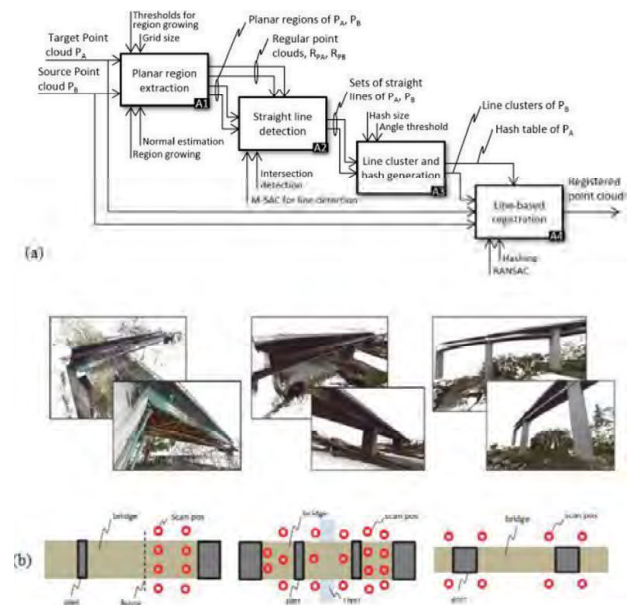 Thresholds for
region growing
Grid size
Target Point
cloud PA
Source Point
cloud PB
Planar region
extraction
A1
Normal estimation
Region growing
Planar regions of PA, PB
Regular point
clouds, RPA, RPB
Straight line
detection
A2
Intersection
detection
M-SAC for line detection
Sets of straight
lines of PA, PB
Hash size
Angle threshold
Line cluster and
hash generation
A3
Line clusters of PB
Hash table of PA
Line-based
registration
A4
Hashing
RANSAC
Registered
point cloud
(a)
bridge
scan pos
bridge
scan pos
bridge
scan pos
(b)
pier
pier
river
pier